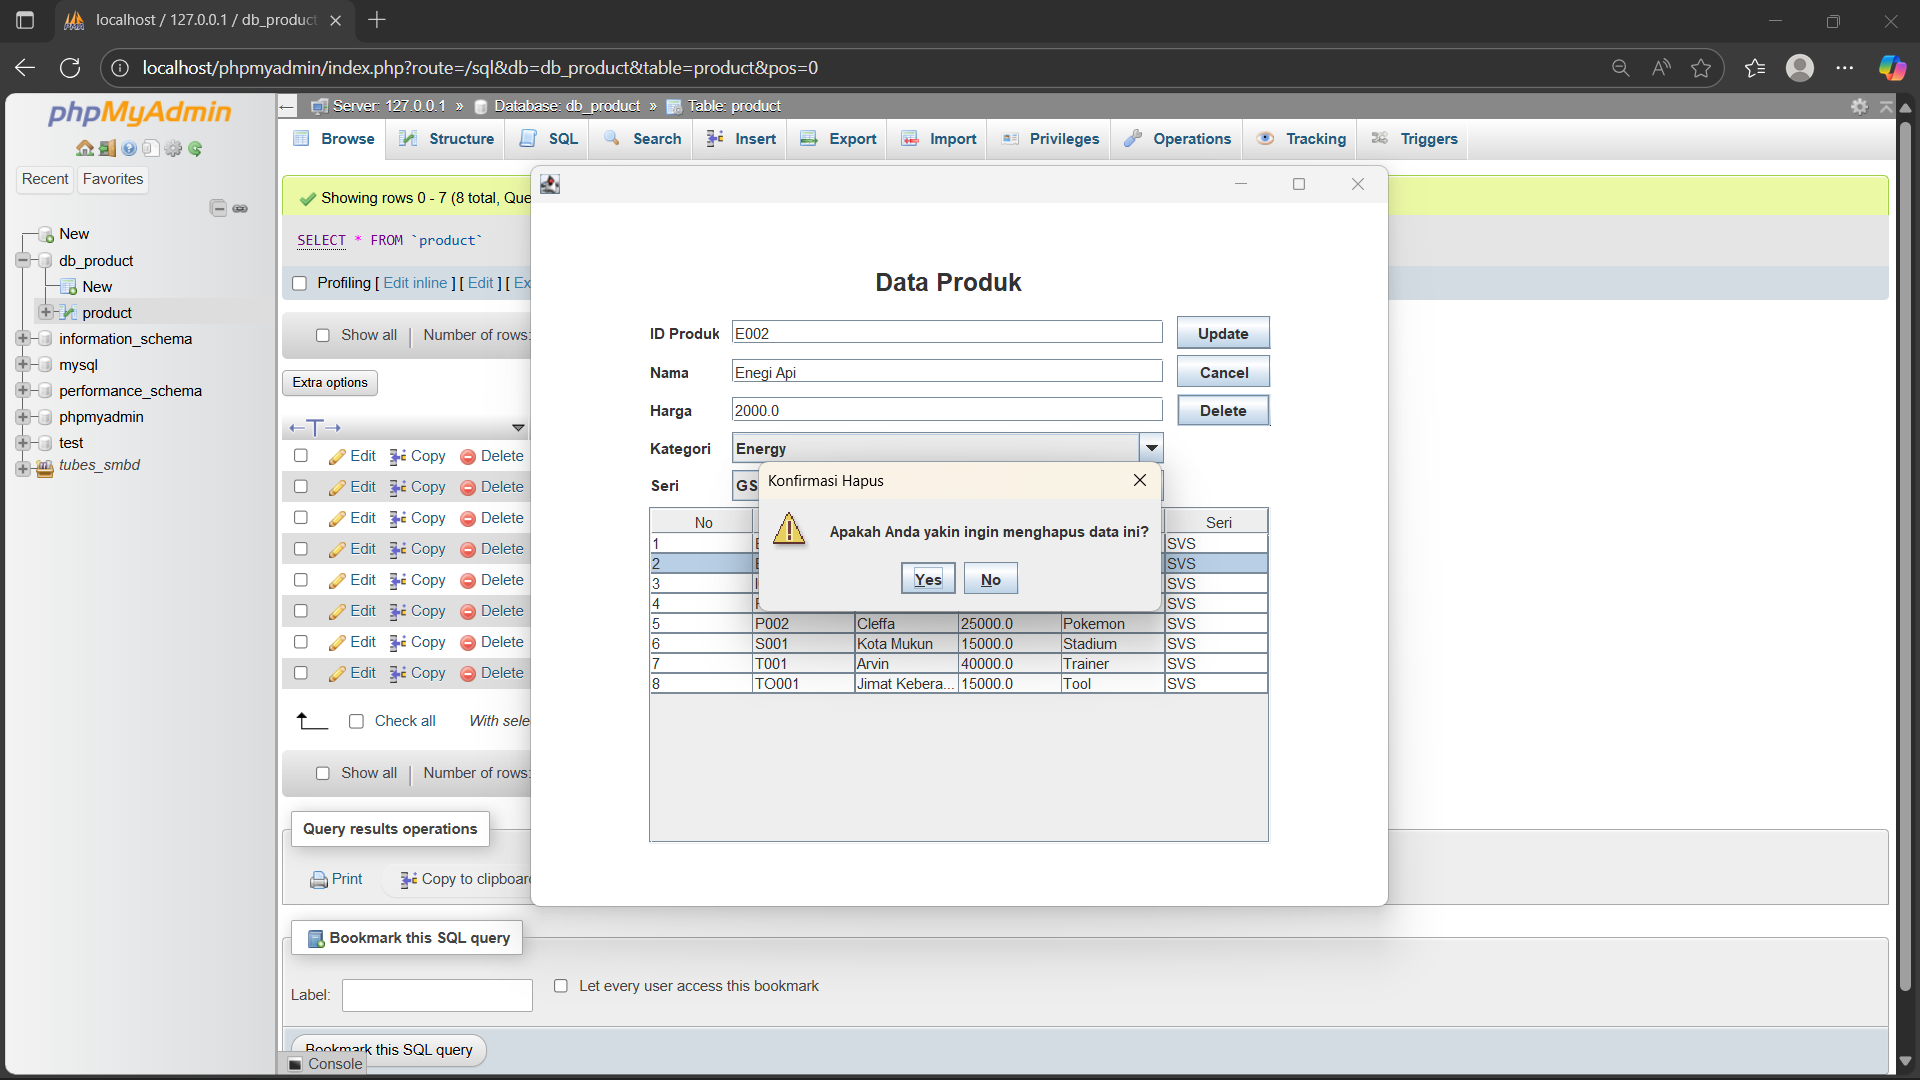 localhost / 127.0.0.1 / db_product
localhost/phpmyadmin/index.php?route=/sql&db=db_product&table=product&pos=0
phpMyAdmin
Recent Favorites
New
db_product
New
product
information_schema
mysql
performance_schema
phpmyadmin
test
tubes_smbd
Server: 127.0.0.1 » Database: db_product » Table: product
Browse Structure SQL Search Insert Export Import Privileges Operations Tracking Triggers
Showing rows 0 - 7 (8 total, Que
SELECT * FROM `product`
Profiling [ Edit inline ] [ Edit ] [ Ex
Show all Number of rows:
Extra options
Edit Copy Delete
Edit Copy Delete
Edit Copy Delete
Edit Copy Delete
Edit Copy Delete
Edit Copy Delete
Edit Copy Delete
Edit Copy Delete
Check all With sele
Show all Number of rows:
Query results operations
Print Copy to clipboar
Bookmark this SQL query
Label: Let every user access this bookmark
Bookmark this SQL query
Console
Data Produk
ID Produk E002 Update
Nama Enegi Api Cancel
Harga 2000.0 Delete
Kategori Energy
Seri GS
Konfirmasi Hapus
Apakah Anda yakin ingin menghapus data ini?
Yes No
No Seri
1 SVS
2 SVS
3 SVS
4 SVS
5 P002 Cleffa 25000.0 Pokemon SVS
6 S001 Kota Mukun 15000.0 Stadium SVS
7 T001 Arvin 40000.0 Trainer SVS
8 TO001 Jimat Kebera... 15000.0 Tool SVS